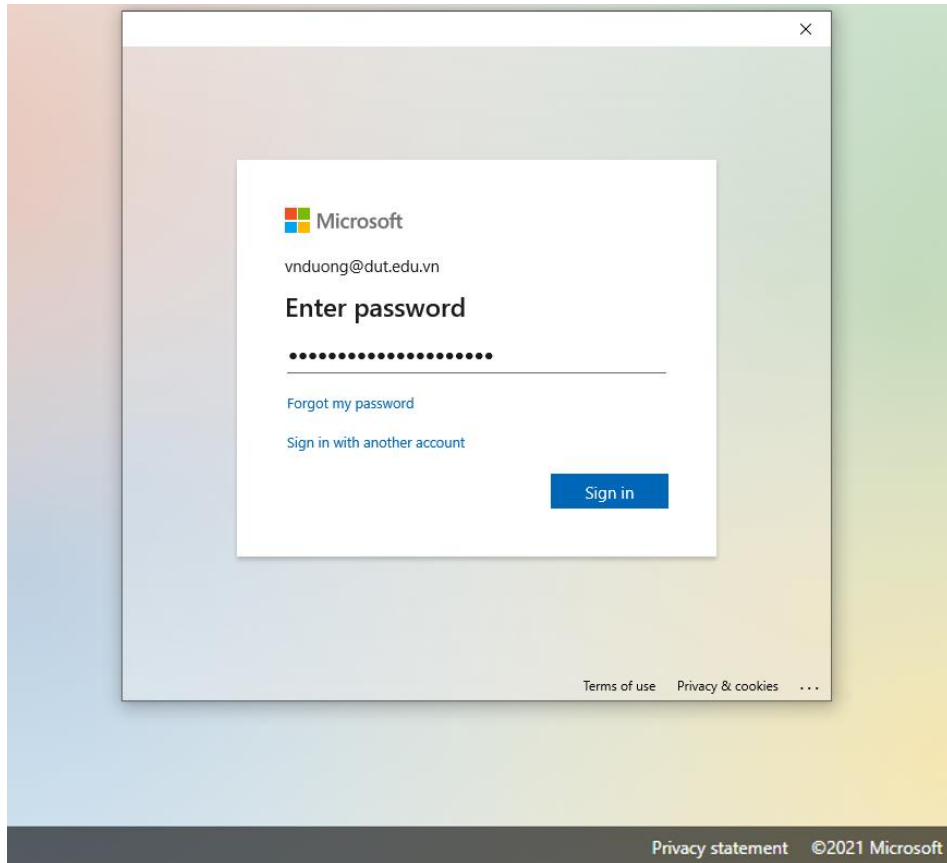 Microsoft
vnduong@dut.edu.vn
Enter password
•••••••••••••••••••••
Forgot my password
Sign in with another account
Sign in
Terms of use Privacy & cookies ...
Privacy statement ©2021 Microsoft